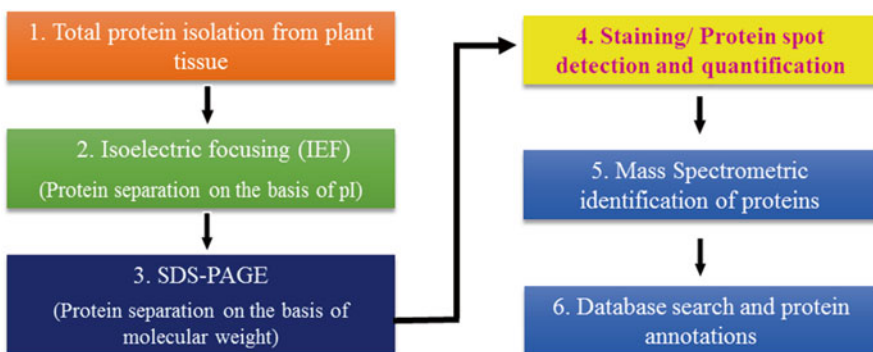 1. Total protein isolation from plant
tissue
2. Isoelectric focusing (IEF)
(Protein separation on the basis of pI)
3. SDS-PAGE
(Protein separation on the basis of
molecular weight)
4. Staining/ Protein spot
detection and quantification
5. Mass Spectrometric
identification of proteins
6. Database search and protein
annotations